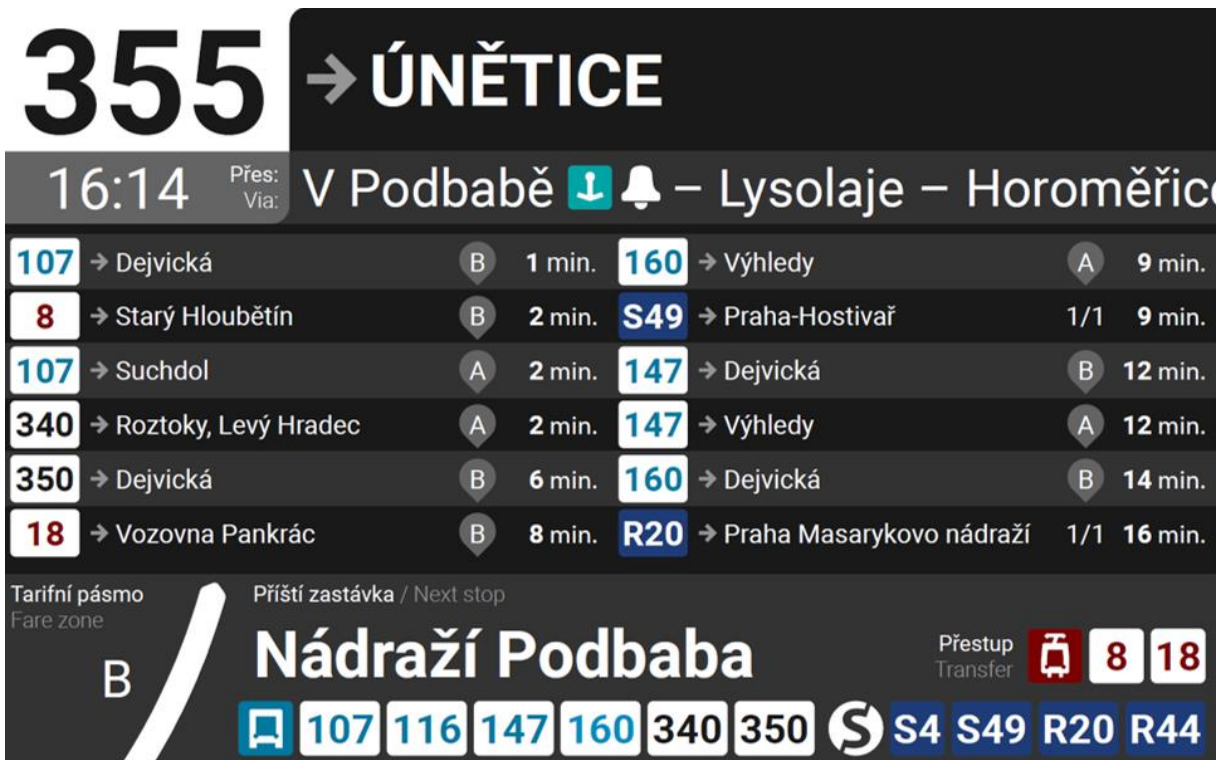 355 → ÚNĚTICE
16:14 Přes: V Podbabě – Lysolaje – Horoměřice
Via:
107 → Dejvická B 1 min.
8 → Starý Hloubětín B 2 min.
107 → Suchdol A 2 min.
340 → Roztoky, Levý Hradec A 2 min.
350 → Dejvická B 6 min.
18 → Vozovna Pankrác B 8 min.
160 → Výhledy A 9 min.
S49 → Praha-Hostivař 1/1 9 min.
147 → Dejvická B 12 min.
147 → Výhledy A 12 min.
160 → Dejvická B 14 min.
R20 → Praha Masarykovo nádraží 1/1 16 min.
Tarifní pásmo
Fare zone
B
Příští zastávka / Next stop
Nádraží Podbaba
Přestup
Transfer
8 18
107 116 147 160 340 350 S S4 S49 R20 R44